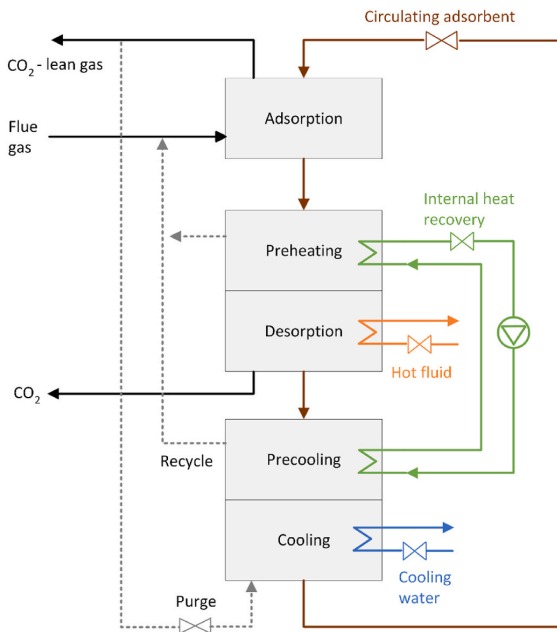 Circulating adsorbent
CO2 - lean gas
Flue
gas
Adsorption
Internal heat
recovery
Preheating
Desorption
Hot fluid
CO2
Recycle
Precooling
Cooling
Cooling
water
Purge